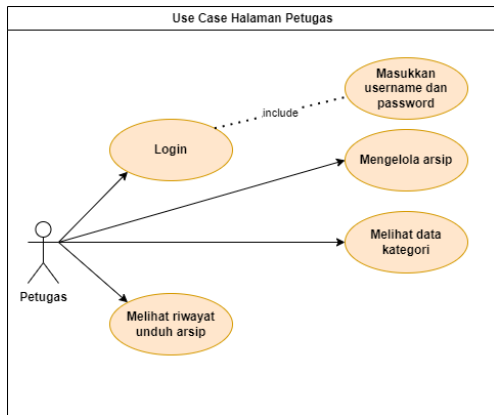 Use Case Halaman Petugas
Masukkan
username dan
password
include
Login
Mengelola arsip
Melihat data
kategori
Petugas
Melihat riwayat
unduh arsip